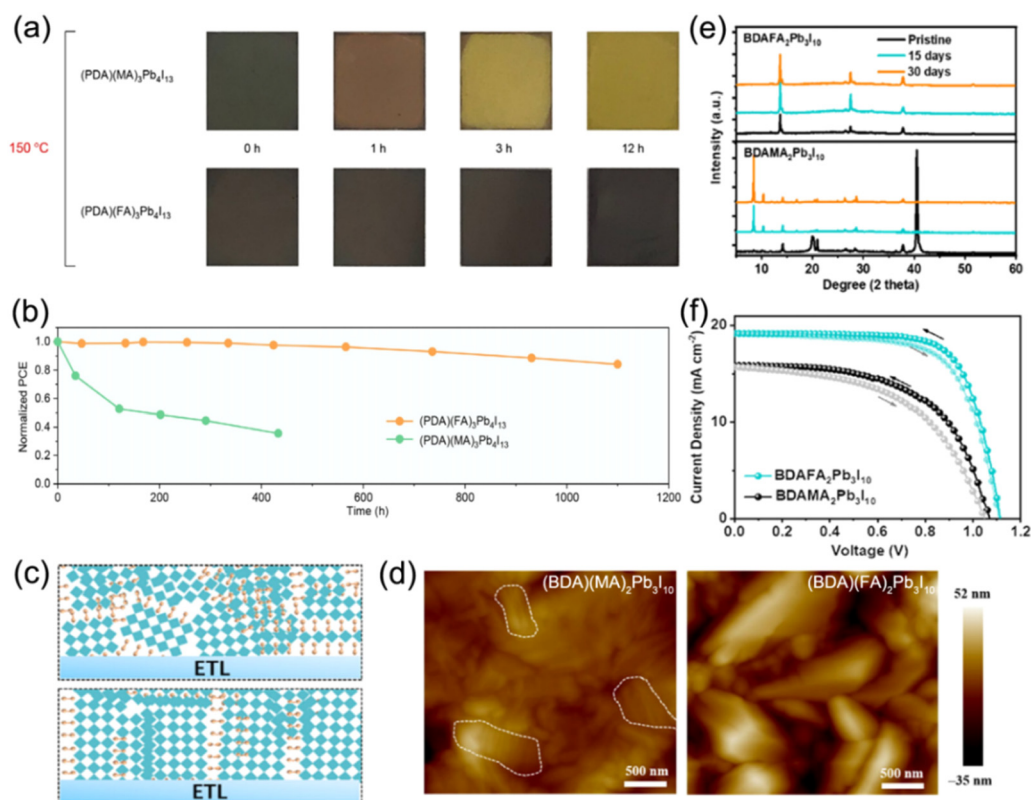 (a)
(PDA)(MA)₃Pb₄I₁₃
150 °C
0 h
1 h
3 h
12 h
(PDA)(FA)₃Pb₄I₁₃
(b)
Normalized PCE
1.0
0.8
0.6
0.4
0.2
0.0
(PDA)(FA)₃Pb₄I₁₃
(PDA)(MA)₃Pb₄I₁₃
0
200
400
600
800
1000
1200
Time (h)
(c)
ETL
ETL
(d)
(BDA)(MA)₂Pb₃I₁₀
500 nm
(BDA)(FA)₂Pb₃I₁₀
500 nm
52 nm
−35 nm
(e)
BDAFA₂Pb₃I₁₀
Pristine
15 days
30 days
BDAMA₂Pb₃I₁₀
Intensity (a.u.)
10
20
30
40
50
60
Degree (2 theta)
(f)
Current Density (mA cm⁻²)
20
10
0
BDAFA₂Pb₃I₁₀
BDAMA₂Pb₃I₁₀
0.0
0.2
0.4
0.6
0.8
1.0
1.2
Voltage (V)